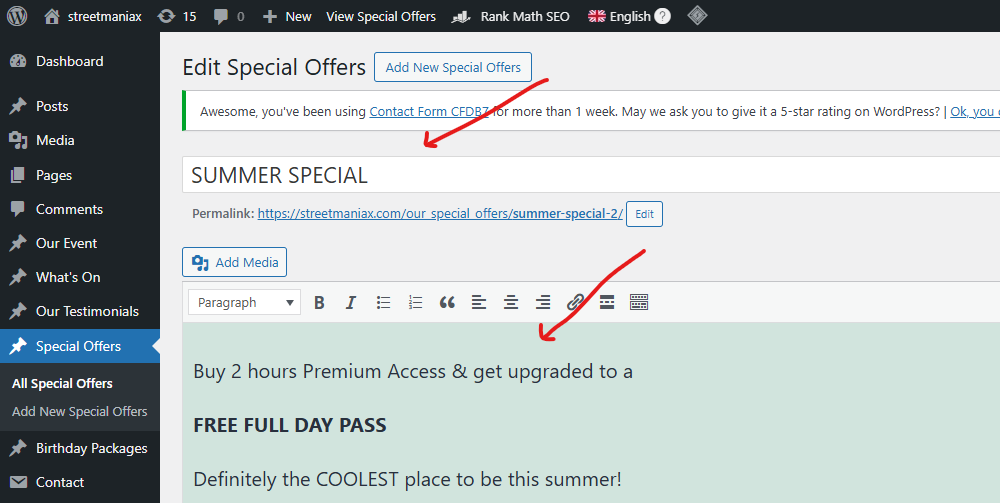 streetmaniax 15 0 New View Special Offers Rank Math SEO English ?
Dashboard
Posts
Media
Pages
Comments
Our Event
What's On
Our Testimonials
Special Offers
All Special Offers
Add New Special Offers
Birthday Packages
Contact
Edit Special Offers Add New Special Offers
Awesome, you've been using Contact Form CFDB7 for more than 1 week. May we ask you to give it a 5-star rating on WordPress? | Ok, you
SUMMER SPECIAL
Permalink: https://streetmaniax.com/our_special_offers/summer-special-2/ Edit
Add Media
Paragraph B I
Buy 2 hours Premium Access & get upgraded to a
FREE FULL DAY PASS
Definitely the COOLEST place to be this summer!